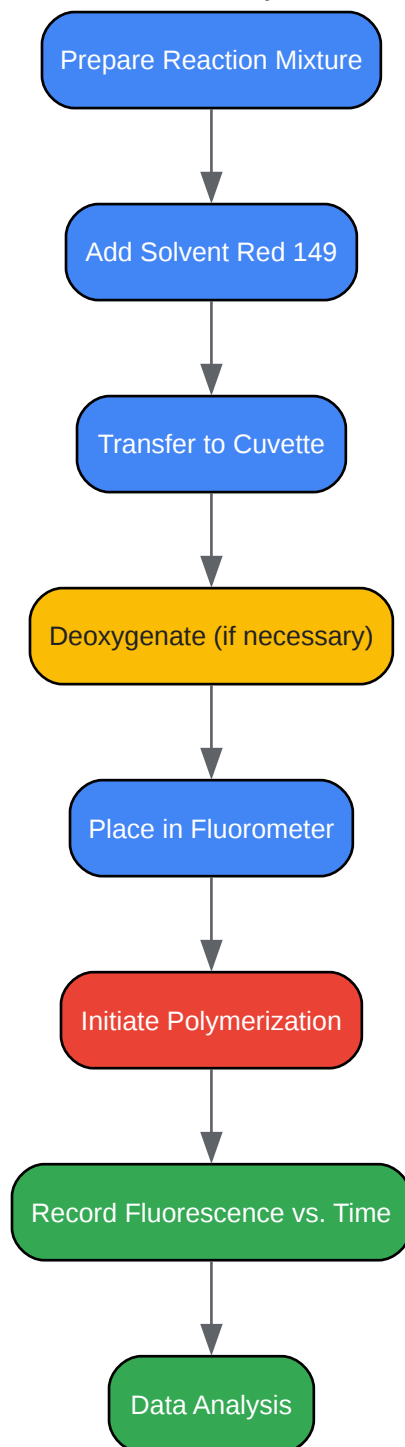 Prepare Reaction Mixture
Add Solvent Red 149
Transfer to Cuvette
Deoxygenate (if necessary)
Place in Fluorometer
Initiate Polymerization
Record Fluorescence vs. Time
Data Analysis